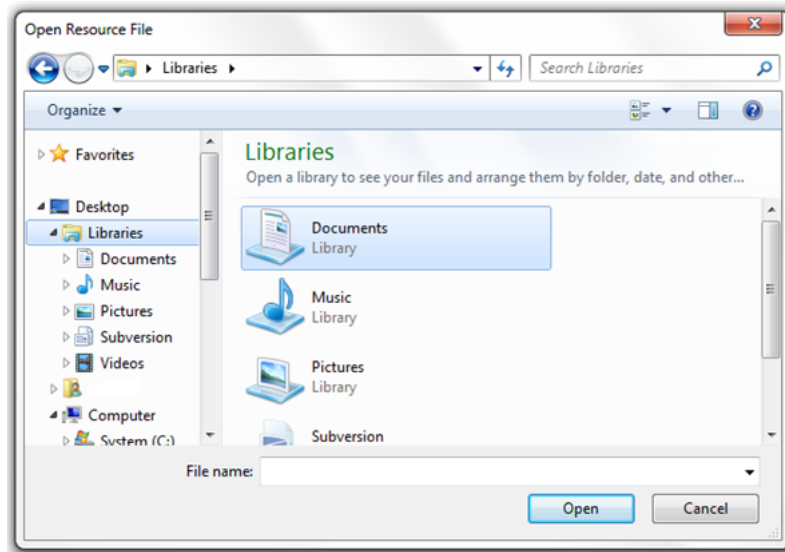 Open Resource File
Libraries
Search Libraries
Organize
Favorites
Desktop
Libraries
Documents
Music
Pictures
Subversion
Videos
Computer
System (C:)
Libraries
Open a library to see your files and arrange them by folder, date, and other...
Documents
Library
Music
Library
Pictures
Library
Subversion
File name:
Open
Cancel